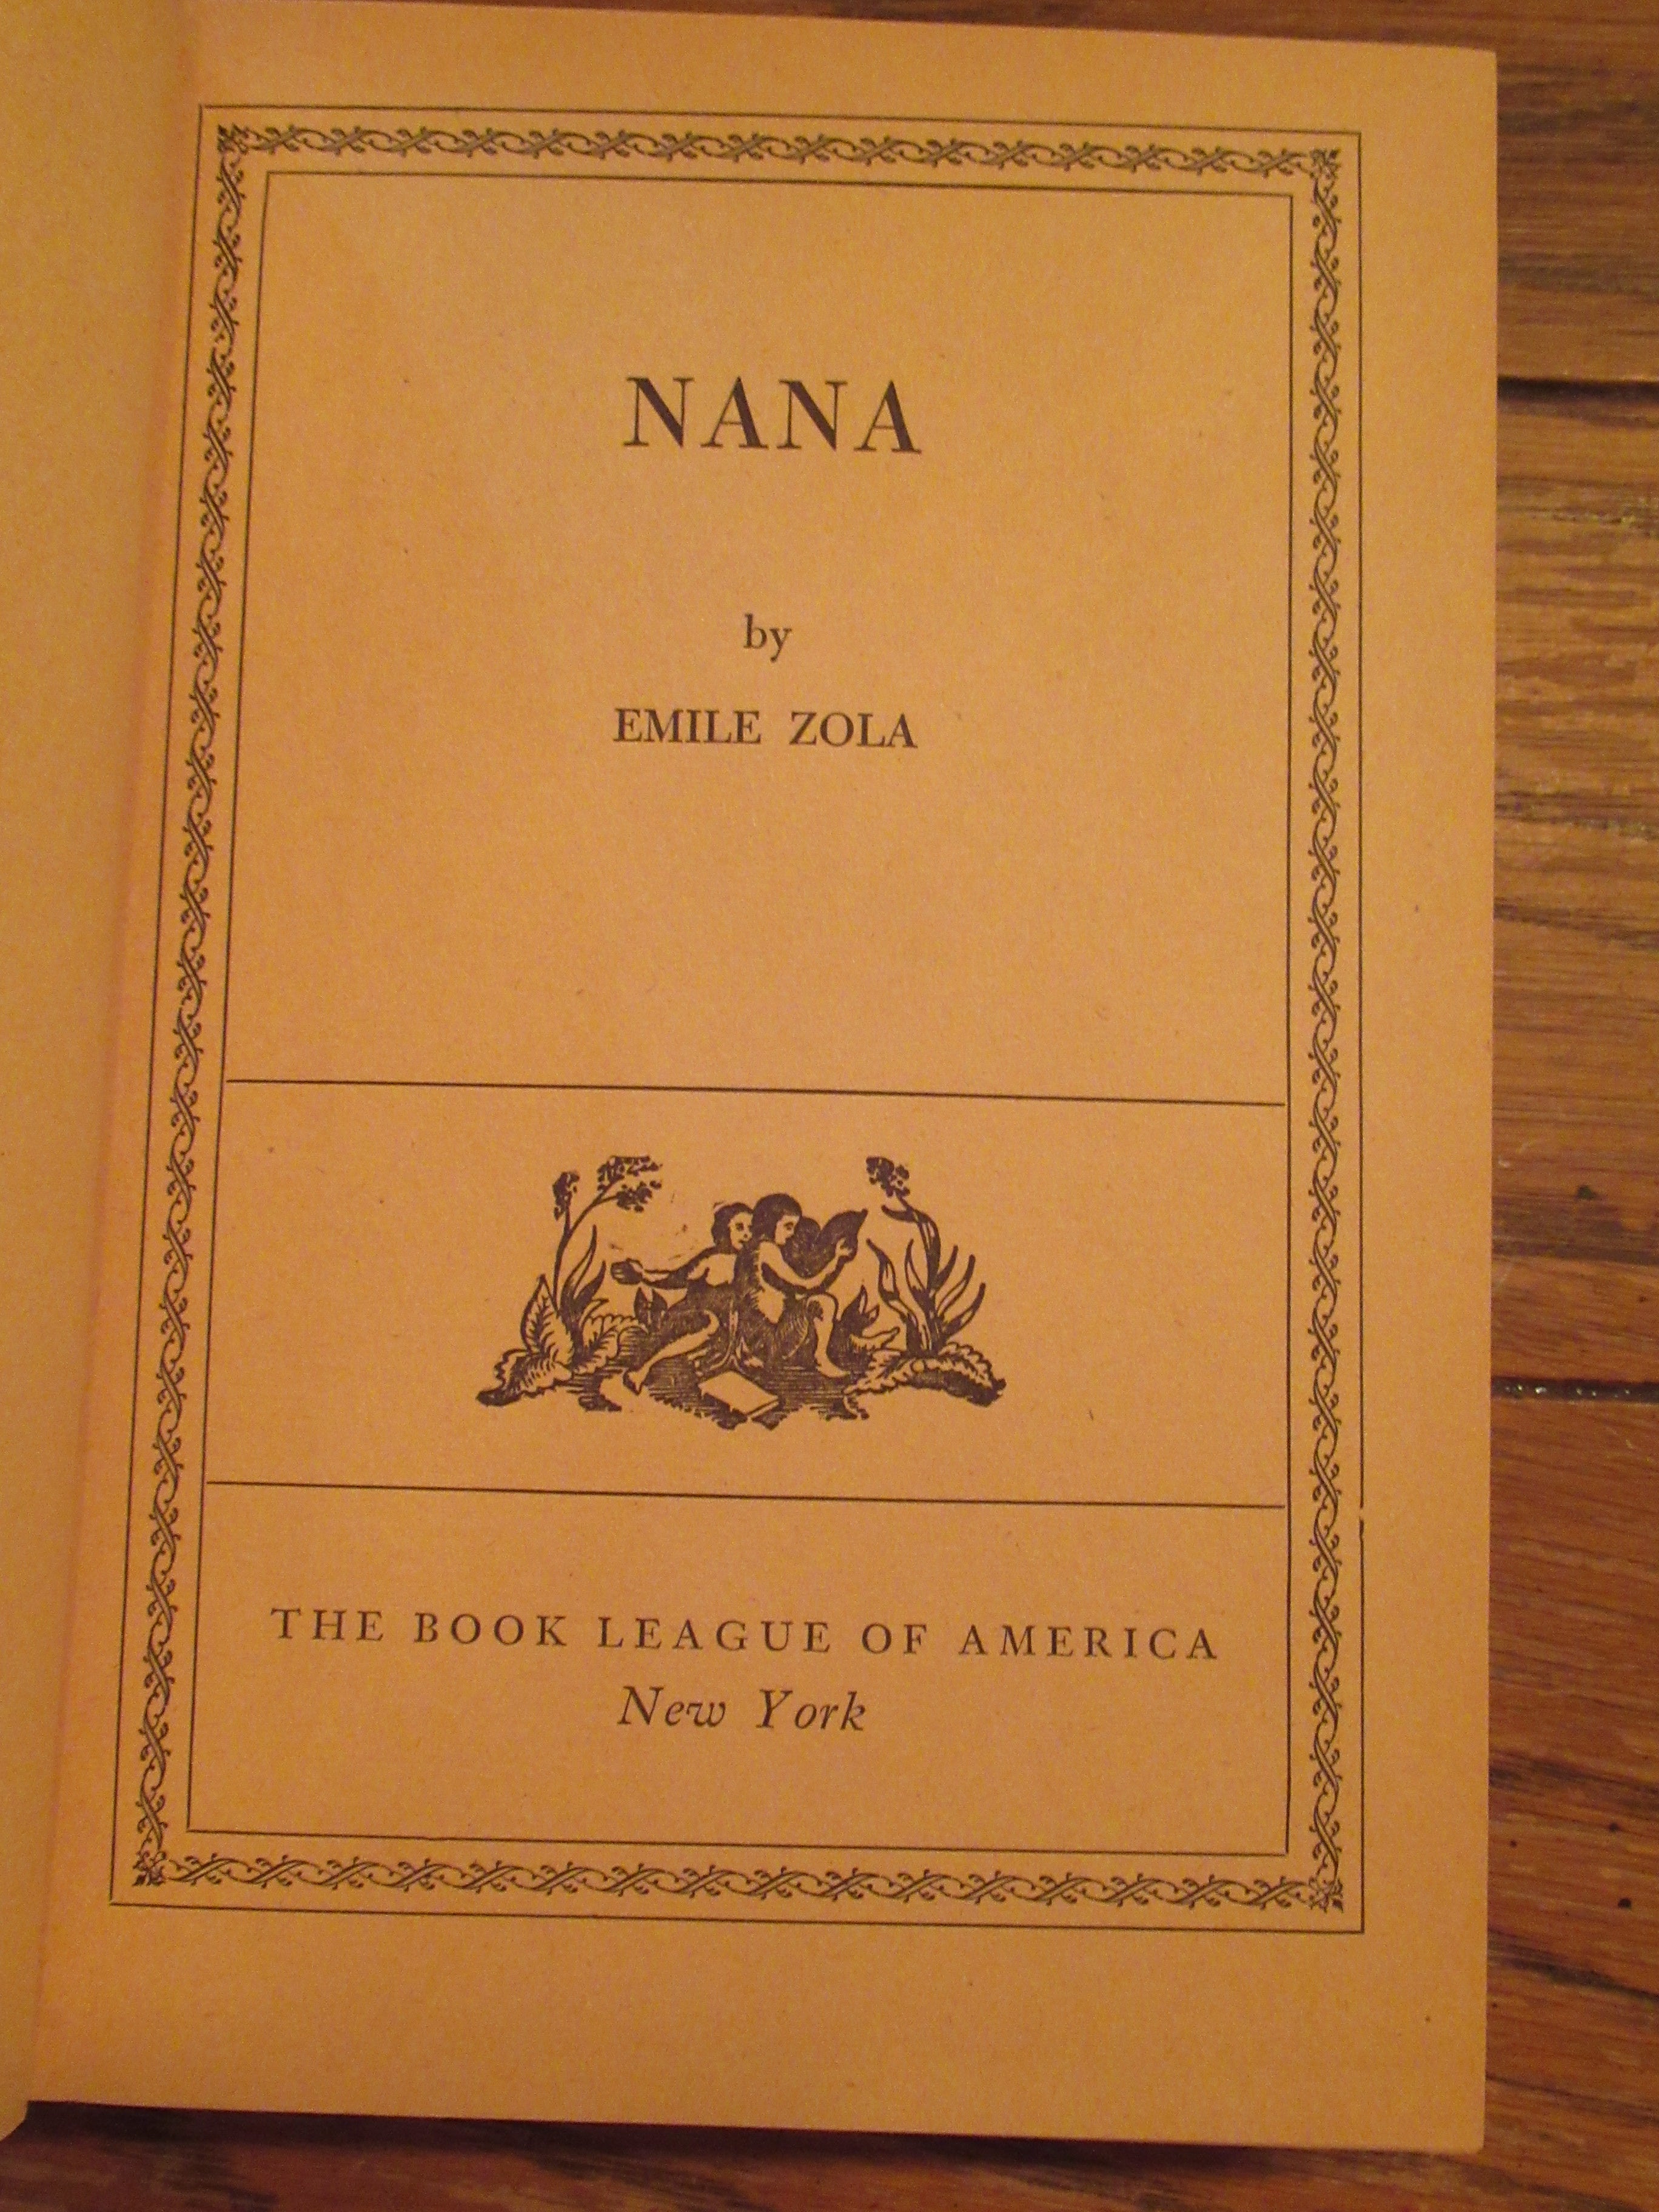 NANA
by
EMILE ZOLA
THE BOOK LEAGUE OF AMERICA
New York